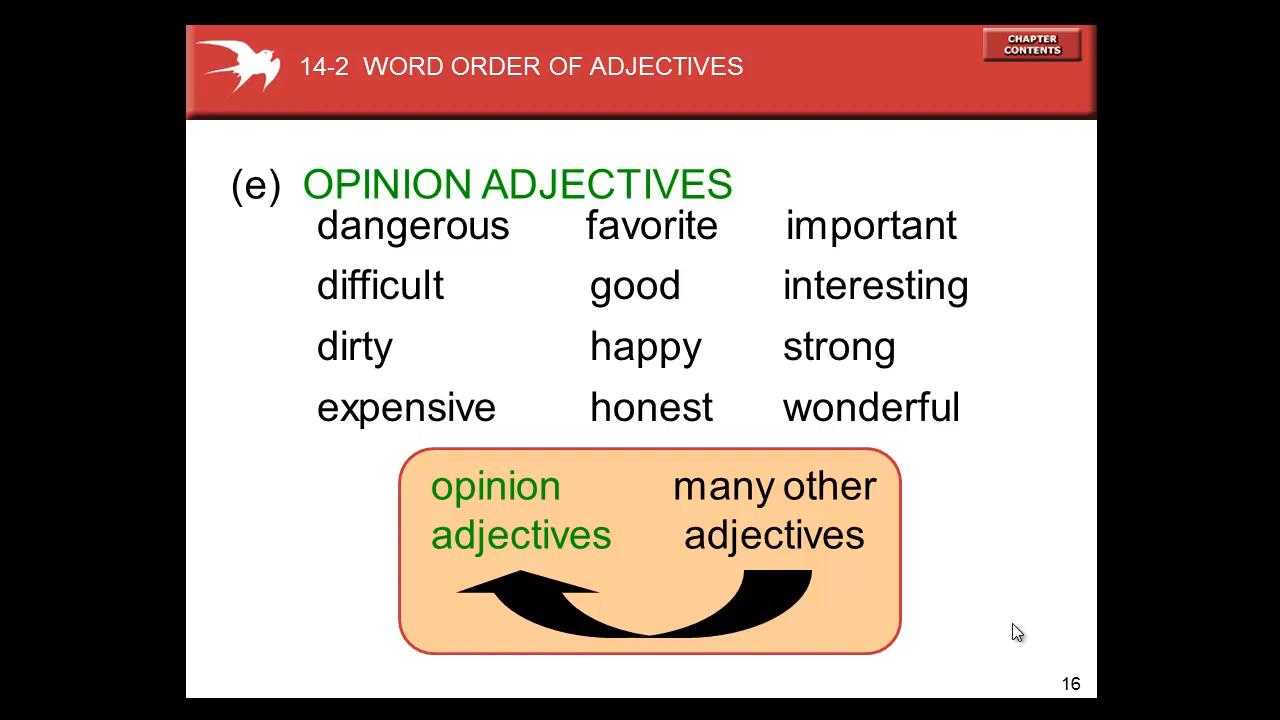 CHAPTER
CONTENTS
14-2 WORD ORDER OF ADJECTIVES
(e) OPINION ADJECTIVES
dangerous favorite important
difficult good interesting
dirty happy strong
expensive honest wonderful
opinion many other
adjectives adjectives
16